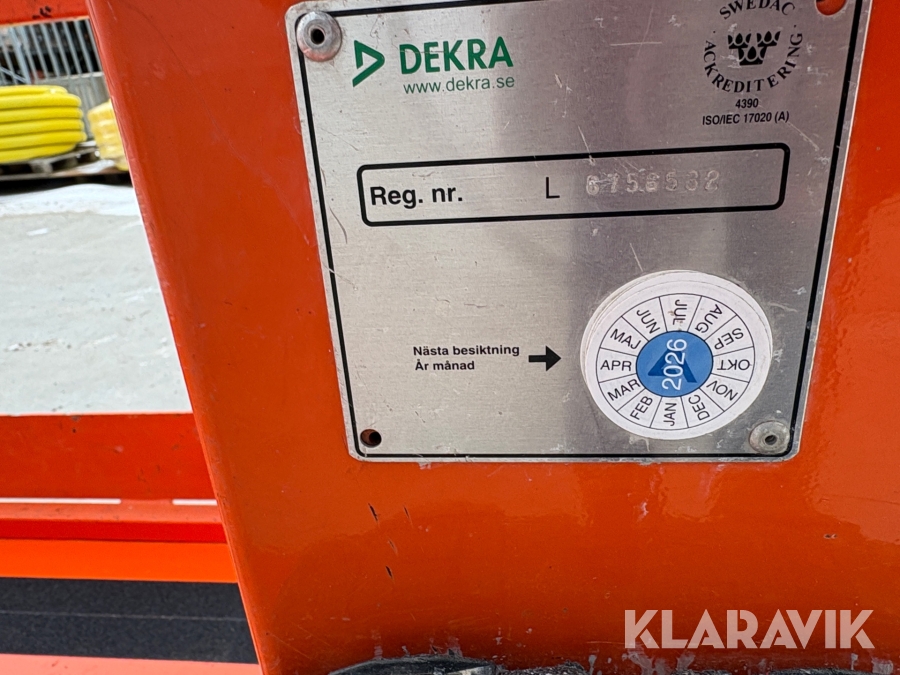 DEKRA
www.dekra.se
SWEDAC
ACKREDITERING
4390
ISO/IEC 17020 (A)
Reg. nr. L
Nästa besiktning
År månad
JAN
FEB
MAR
APR
MAJ
JUN
JUL
AUG
SEP
OKT
NOV
DEC
2026
KLARAVIK